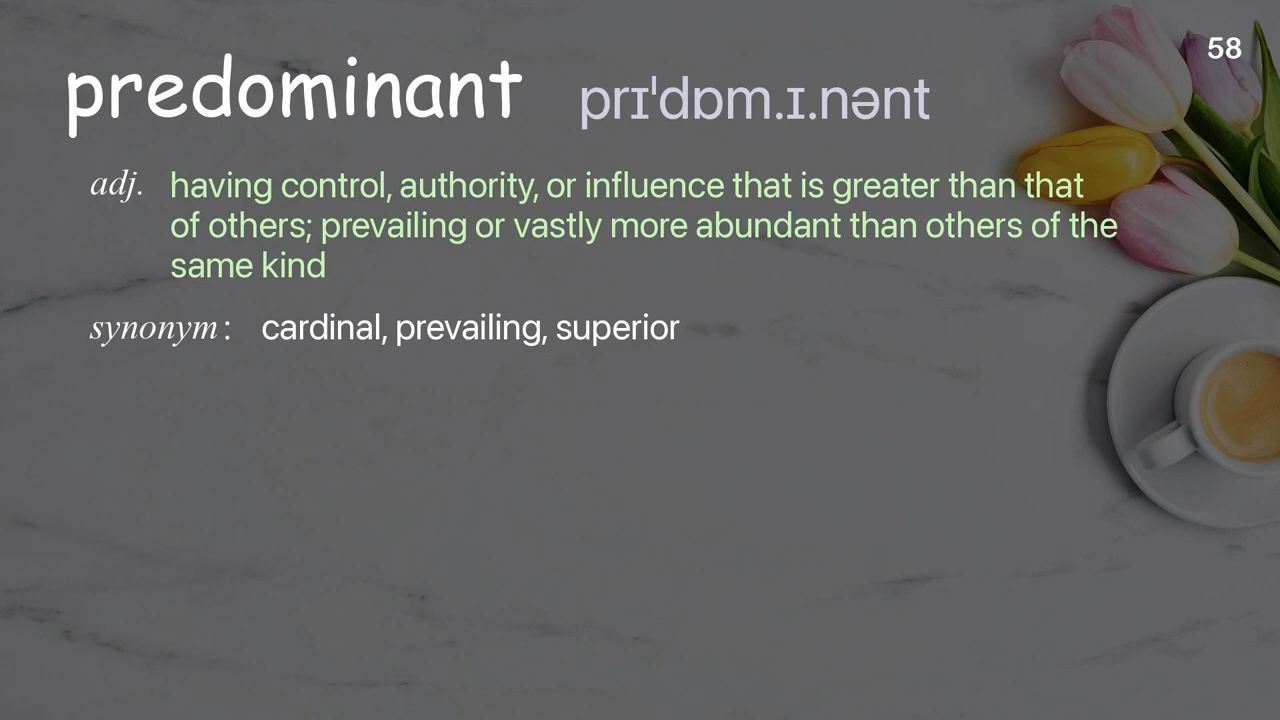 58
predominant prɪˈdɒm.ɪ.nənt
adj. having control, authority, or influence that is greater than that
of others; prevailing or vastly more abundant than others of the
same kind
synonym: cardinal, prevailing, superior